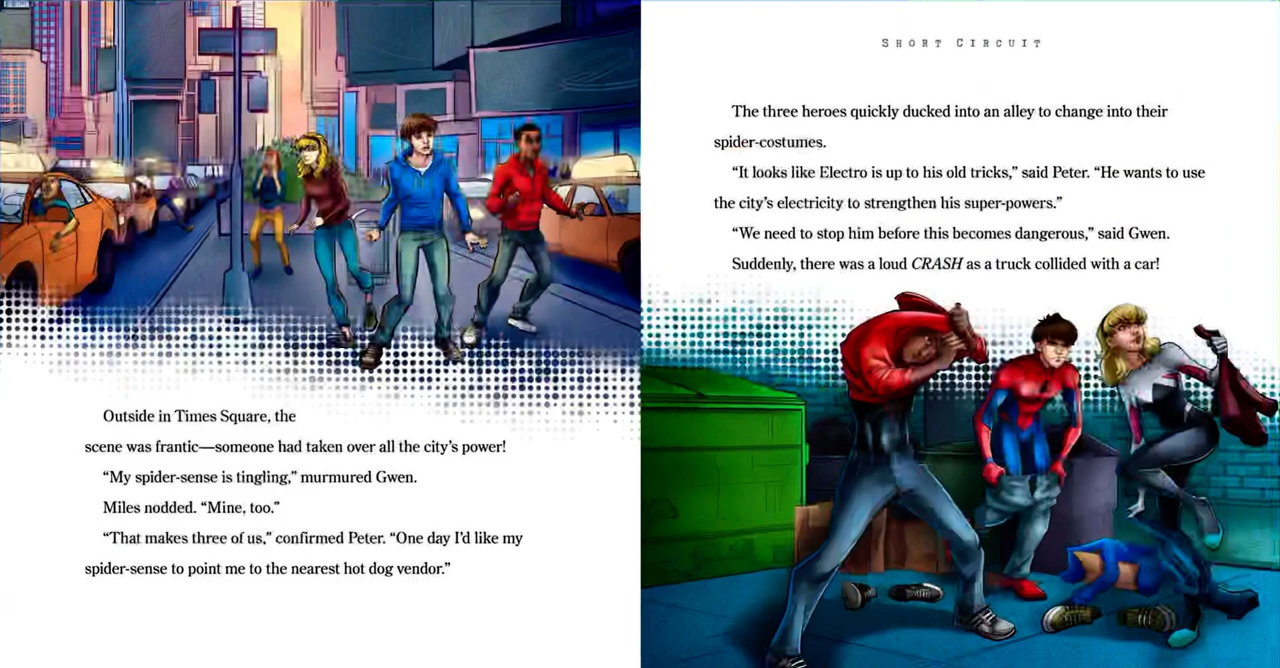 Outside in Times Square, the
scene was frantic—someone had taken over all the city’s power!
“My spider-sense is tingling,” murmured Gwen.
Miles nodded. “Mine, too.”
“That makes three of us,” confirmed Peter. “One day I’d like my
spider-sense to point me to the nearest hot dog vendor.”
SHORT CIRCUIT
The three heroes quickly ducked into an alley to change into their
spider-costumes.
“It looks like Electro is up to his old tricks,” said Peter. “He wants to use
the city’s electricity to strengthen his super-powers.”
“We need to stop him before this becomes dangerous,” said Gwen.
Suddenly, there was a loud CRASH as a truck collided with a car!